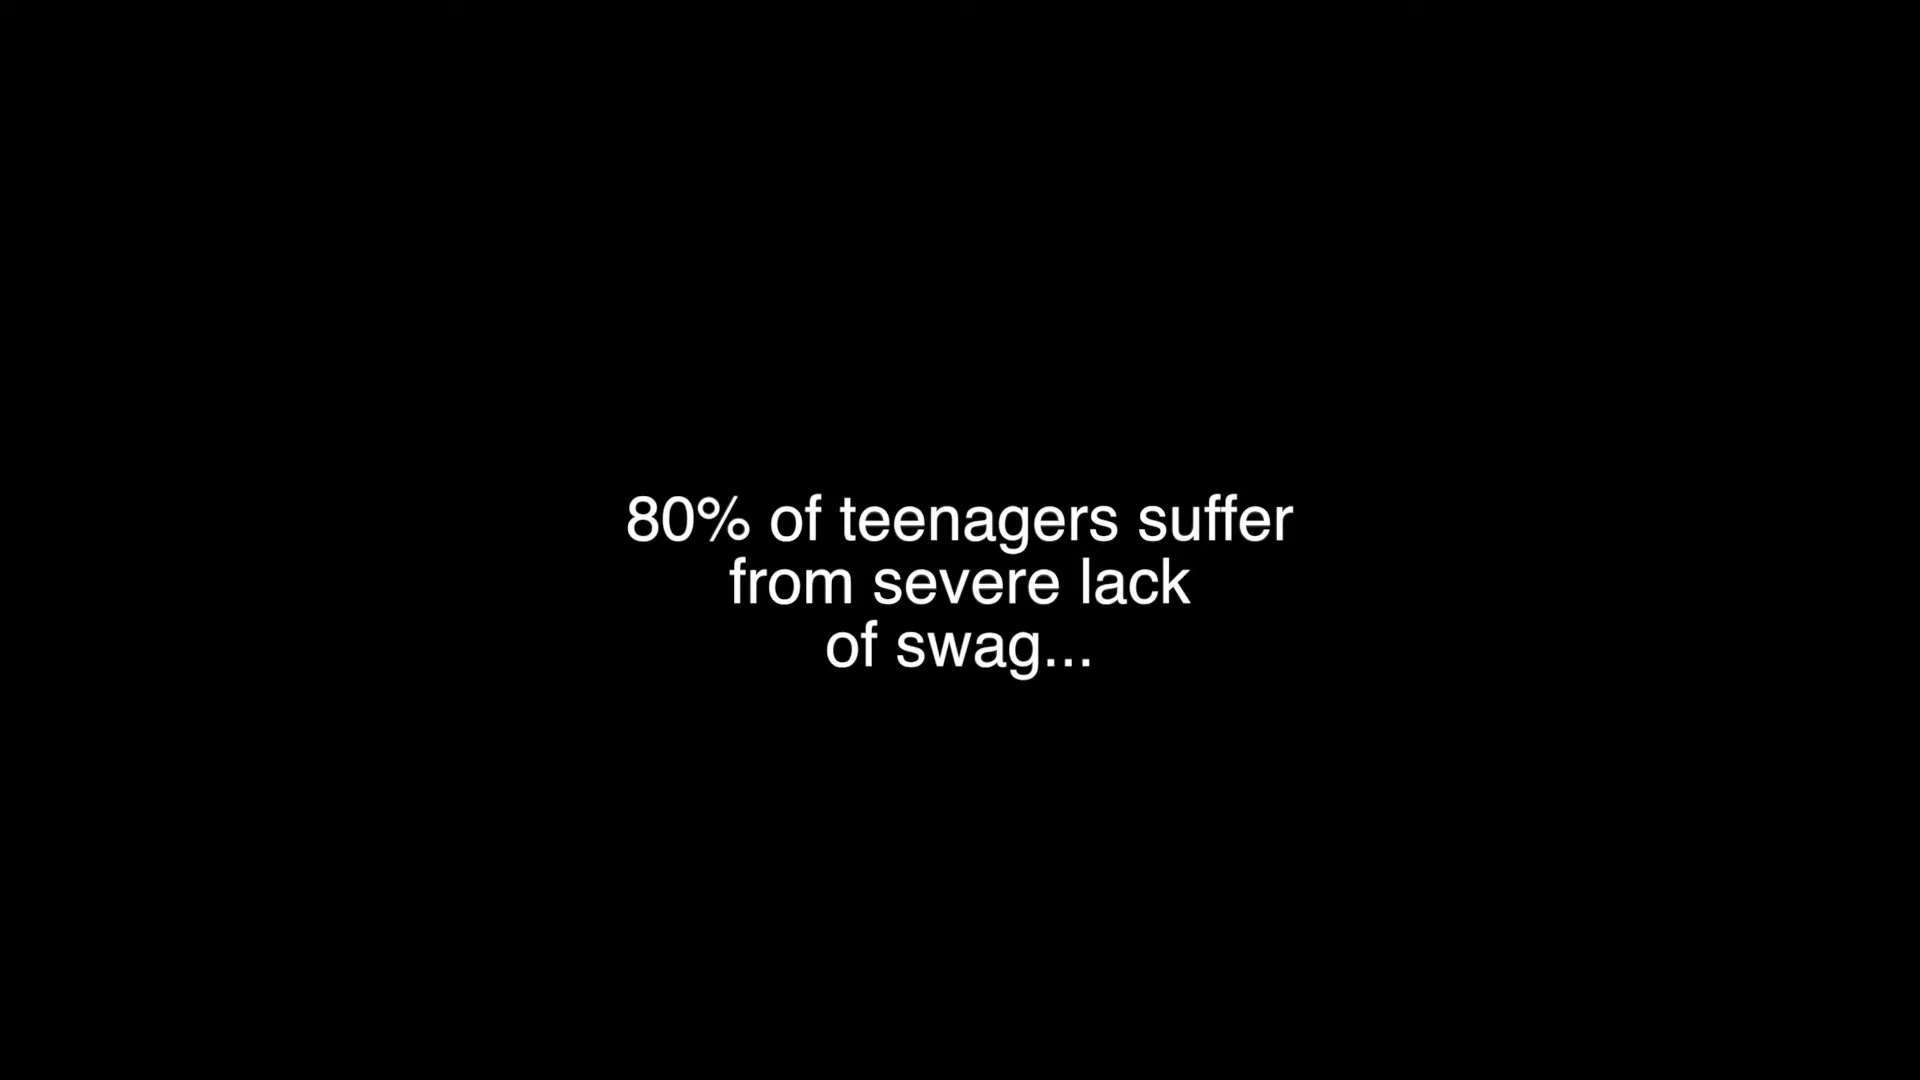 80% of teenagers suffer
from severe lack
of swag...